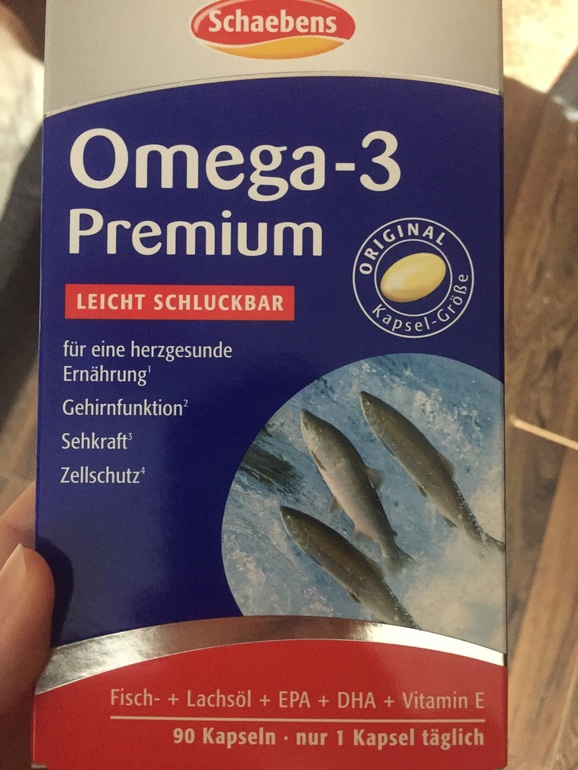 Schaebens
Omega-3
Premium
ORIGINAL
Kapsel-Größe
LEICHT SCHLUCKBAR
für eine herzgesunde
Ernährung¹
Gehirnfunktion²
Sehkraft³
Zellschutz⁴
Fisch- + Lachsöl + EPA + DHA + Vitamin E
90 Kapseln · nur 1 Kapsel täglich